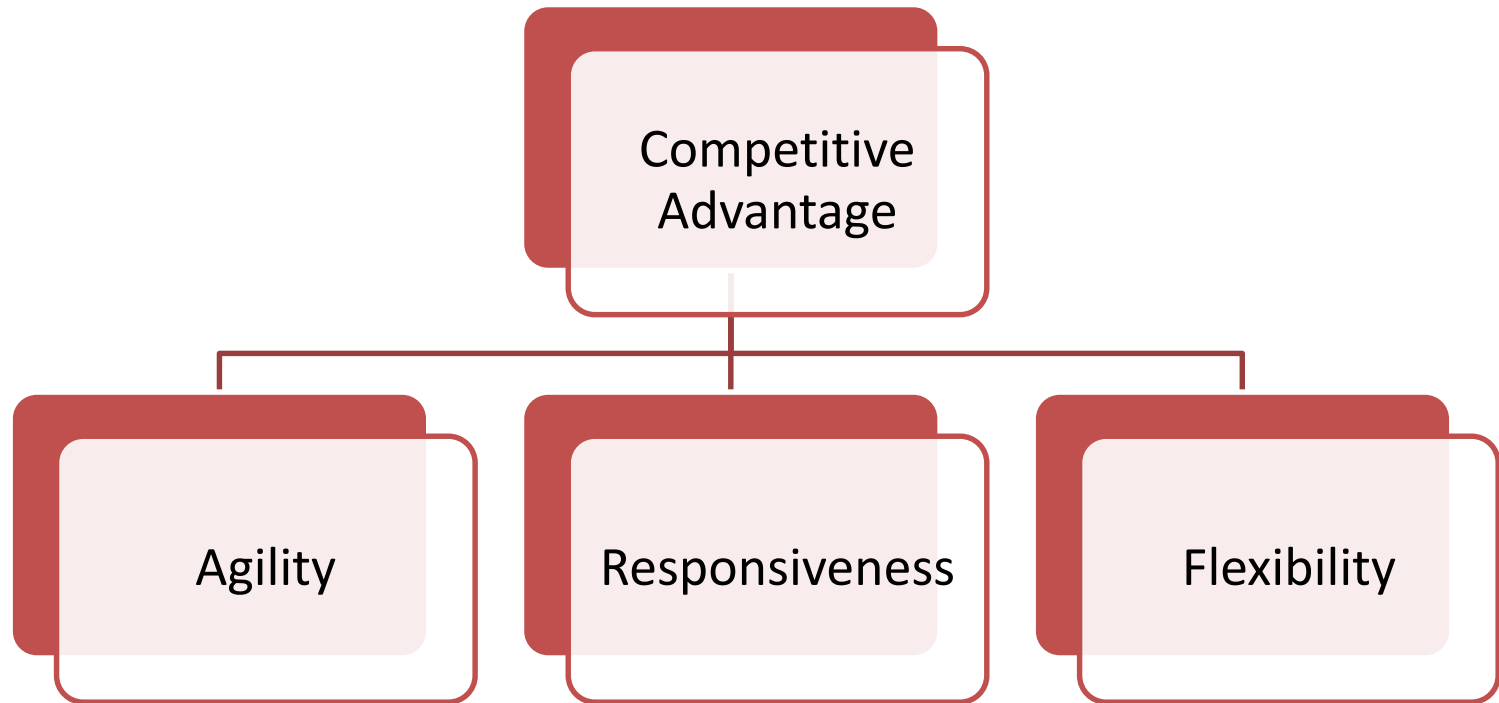 Competitive
Advantage
Agility
Responsiveness
Flexibility